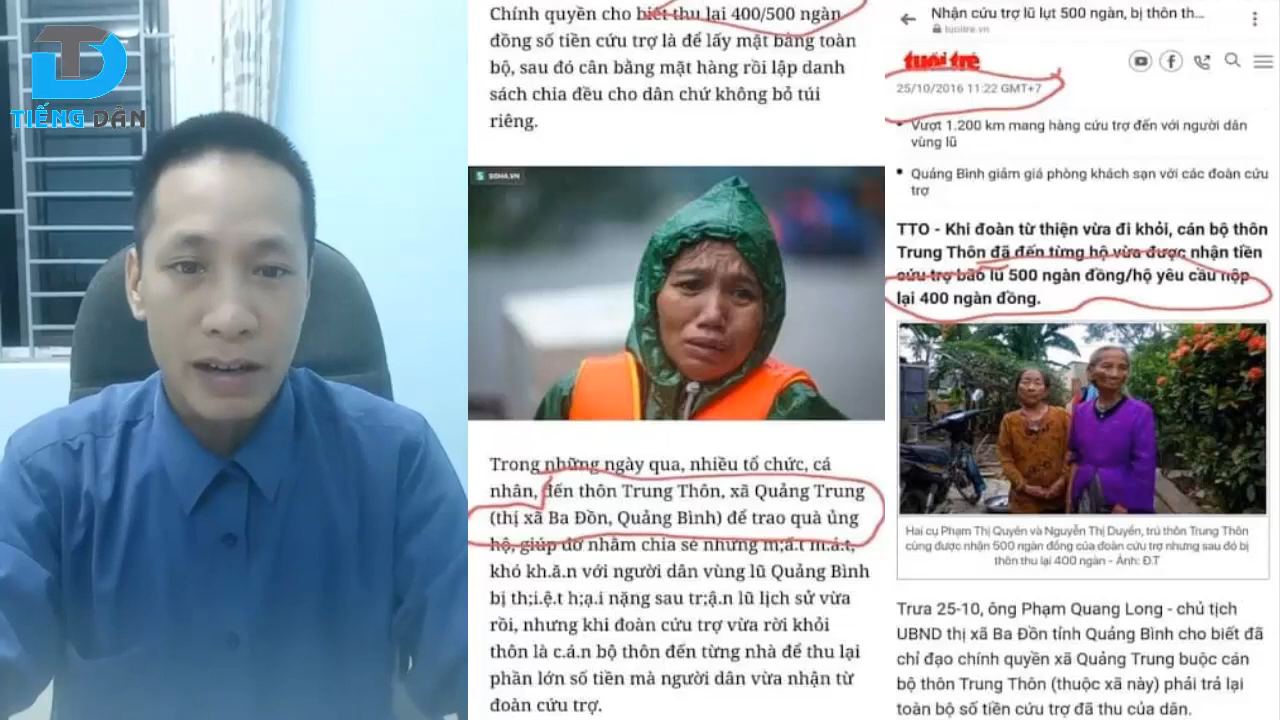 TD
TIẾNG DÂN
Chính quyền cho biết thu lại 400/500 ngàn
đồng số tiền cứu trợ là để lấy mặt bằng toàn
bộ, sau đó cân bằng mặt hàng rồi lập danh
sách chia đều cho dân chứ không bỏ túi
riêng.
S SOHA.VN
Trong những ngày qua, nhiều tổ chức, cá
nhân, đến thôn Trung Thôn, xã Quảng Trung
(thị xã Ba Đồn, Quảng Bình) để trao quà ủng
hộ, giúp đỡ nhằm chia sẻ những m;ấ.t m.á.t,
khó kh.ă.n với người dân vùng lũ Quảng Bình
bị th;i.ệ.t h;ạ.i nặng sau tr;ậ.n lũ lịch sử vừa
rồi, nhưng khi đoàn cứu trợ vừa rời khỏi
thôn là c.á.n bộ thôn đến từng nhà để thu lại
phần lớn số tiền mà người dân vừa nhận từ
đoàn cứu trợ.
Nhận cứu trợ lũ lụt 500 ngàn, bị thôn th...
tuoitre.vn
tuổi trẻ
25/10/2016 11:22 GMT+7
• Vượt 1.200 km mang hàng cứu trợ đến với người dân
vùng lũ
• Quảng Bình giảm giá phòng khách sạn với các đoàn cứu
trợ
TTO - Khi đoàn từ thiện vừa đi khỏi, cán bộ thôn
Trung Thôn đã đến từng hộ vừa được nhận tiền
cứu trợ bão lũ 500 ngàn đồng/hộ yêu cầu nộp
lại 400 ngàn đồng.
Hai cụ Phạm Thị Quyên và Nguyễn Thị Duyển, trú thôn Trung Thôn
cùng được nhận 500 ngàn đồng của đoàn cứu trợ nhưng sau đó bị
thôn thu lại 400 ngàn - Ảnh: Đ.T
Trưa 25-10, ông Phạm Quang Long - chủ tịch
UBND thị xã Ba Đồn tỉnh Quảng Bình cho biết đã
chỉ đạo chính quyền xã Quảng Trung buộc cán
bộ thôn Trung Thôn (thuộc xã này) phải trả lại
toàn bộ số tiền cứu trợ đã thu của dân.